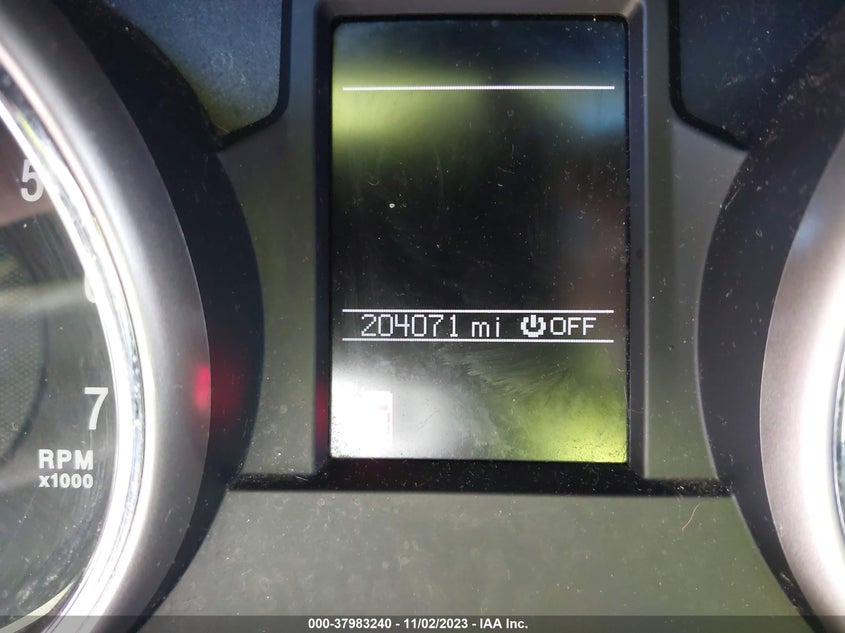 5
204071 mi OFF
7
RPM
x1000
000-37983240 - 11/02/2023 - IAA Inc.